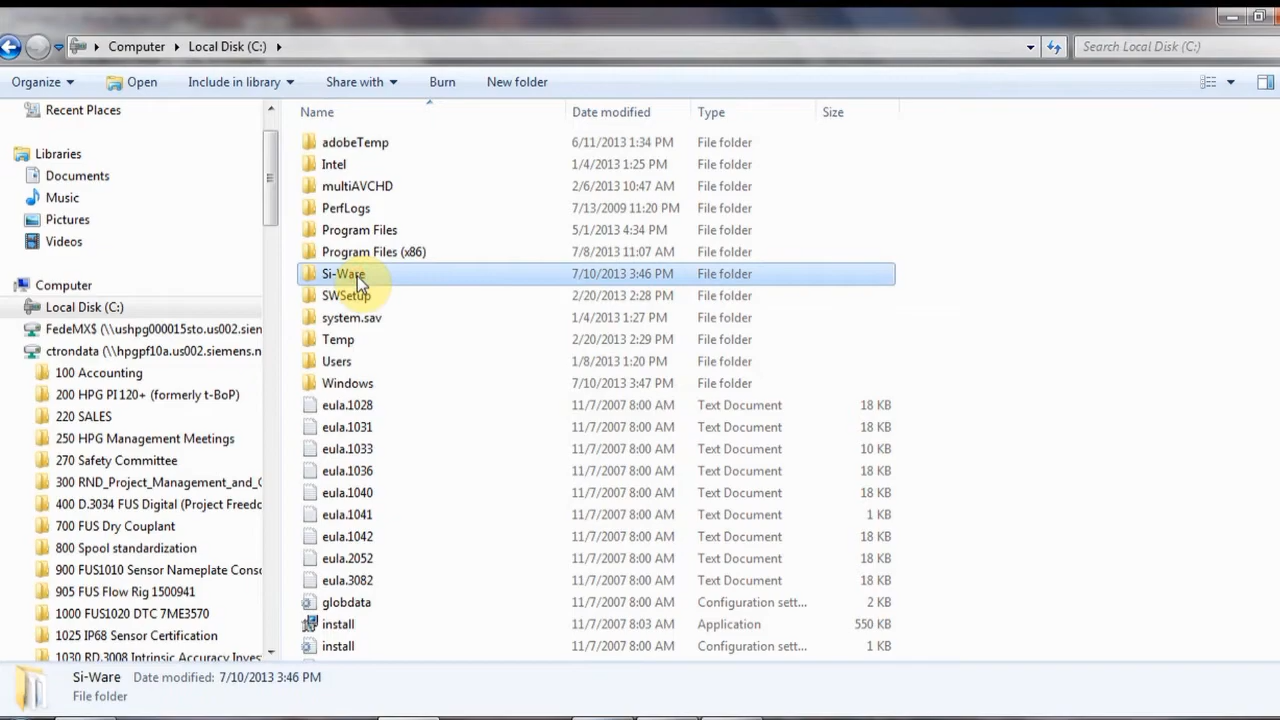 Computer Local Disk (C:) Search Local Disk (C:)
Organize Open Include in library Share with Burn New folder
Recent Places
Libraries
Documents
Music
Pictures
Videos
Computer
Local Disk (C:)
FedeMX$ (\\ushpg000015sto.us002.sien
ctrondata (\\hpgpf10a.us002.siemens.n
100 Accounting
200 HPG PI120+ (formerly t-BoP)
220 SALES
250 HPG Management Meetings
270 Safety Committee
300 RND_Project_Management_and_C
400 D.3034 FUS Digital (Project Freedo
700 FUS Dry Couplant
800 Spool standardization
900 FUS1010 Sensor Nameplate Conso
905 FUS Flow Rig 1500941
1000 FUS1020 DTC 7ME3570
1025 IP68 Sensor Certification
1030 RD.3008 Intrinsic Accuracy Inves
Name Date modified Type Size
adobeTemp 6/11/2013 1:34 PM File folder
Intel 1/4/2013 1:25 PM File folder
multiAVCHD 2/6/2013 10:47 AM File folder
PerfLogs 7/13/2009 11:20 PM File folder
Program Files 5/1/2013 4:34 PM File folder
Program Files (x86) 7/8/2013 11:07 AM File folder
Si-Ware 7/10/2013 3:46 PM File folder
SWSetup 2/20/2013 2:28 PM File folder
system.sav 1/4/2013 1:27 PM File folder
Temp 2/20/2013 2:29 PM File folder
Users 1/8/2013 1:20 PM File folder
Windows 7/10/2013 3:47 PM File folder
eula.1028 11/7/2007 8:00 AM Text Document 18 KB
eula.1031 11/7/2007 8:00 AM Text Document 18 KB
eula.1033 11/7/2007 8:00 AM Text Document 10 KB
eula.1036 11/7/2007 8:00 AM Text Document 18 KB
eula.1040 11/7/2007 8:00 AM Text Document 18 KB
eula.1041 11/7/2007 8:00 AM Text Document 1 KB
eula.1042 11/7/2007 8:00 AM Text Document 18 KB
eula.2052 11/7/2007 8:00 AM Text Document 18 KB
eula.3082 11/7/2007 8:00 AM Text Document 18 KB
globdata 11/7/2007 8:00 AM Configuration sett... 2 KB
install 11/7/2007 8:03 AM Application 550 KB
install 11/7/2007 8:00 AM Configuration sett... 1 KB
Si-Ware Date modified: 7/10/2013 3:46 PM
File folder